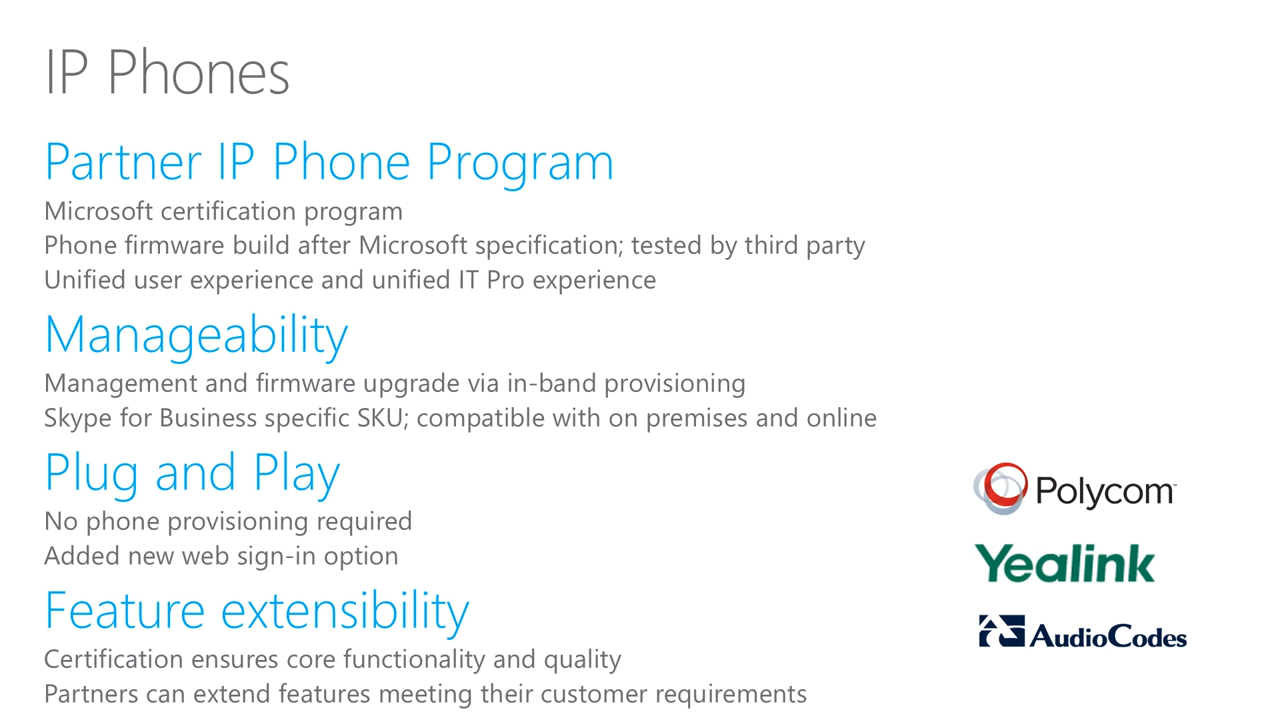 IP Phones
Partner IP Phone Program
Microsoft certification program
Phone firmware build after Microsoft specification; tested by third party
Unified user experience and unified IT Pro experience
Manageability
Management and firmware upgrade via in-band provisioning
Skype for Business specific SKU; compatible with on premises and online
Plug and Play
No phone provisioning required
Added new web sign-in option
Feature extensibility
Certification ensures core functionality and quality
Partners can extend features meeting their customer requirements
Polycom™
Yealink
AudioCodes